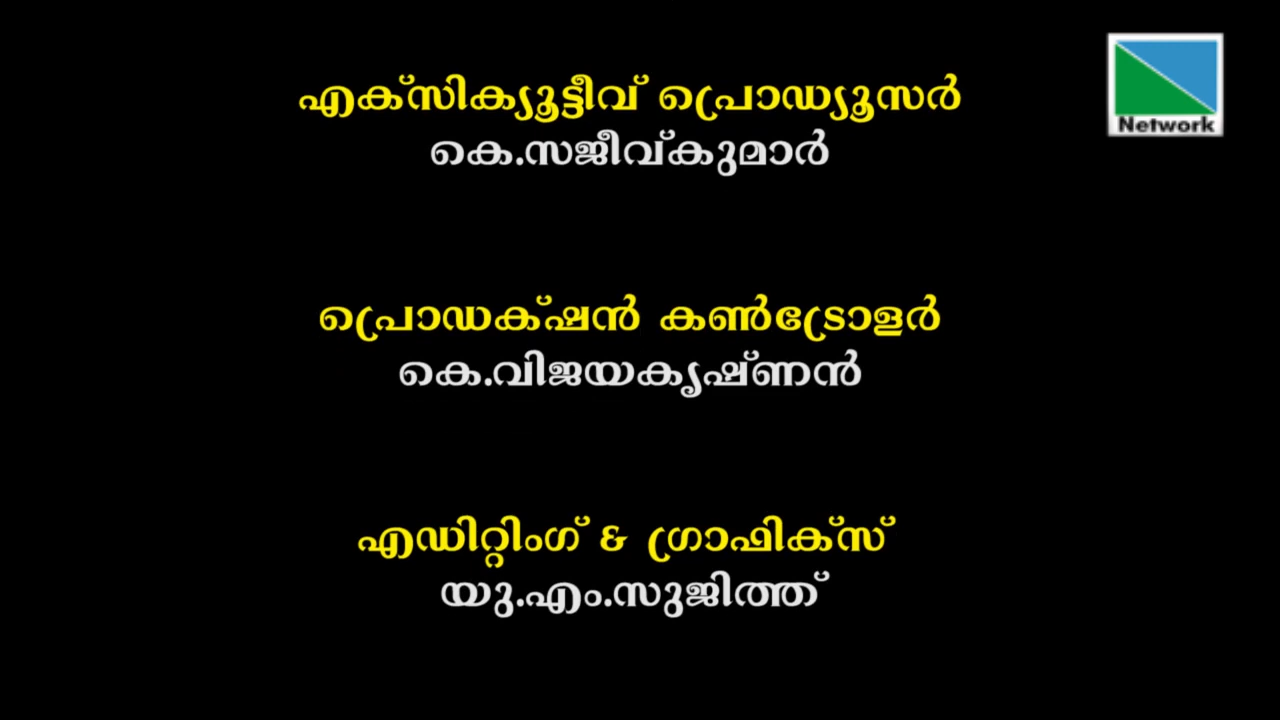 എക്സിക്യൂട്ടീവ് പ്രൊഡ്യൂസർ
കെ.സജീവ്കുമാർ
Network
പ്രൊഡക്ഷൻ കൺട്രോളർ
കെ.വിജയകൃഷ്ണൻ
എഡിറ്റിംഗ് & ഗ്രാഫിക്സ്
യു.എം.സുജിത്ത്